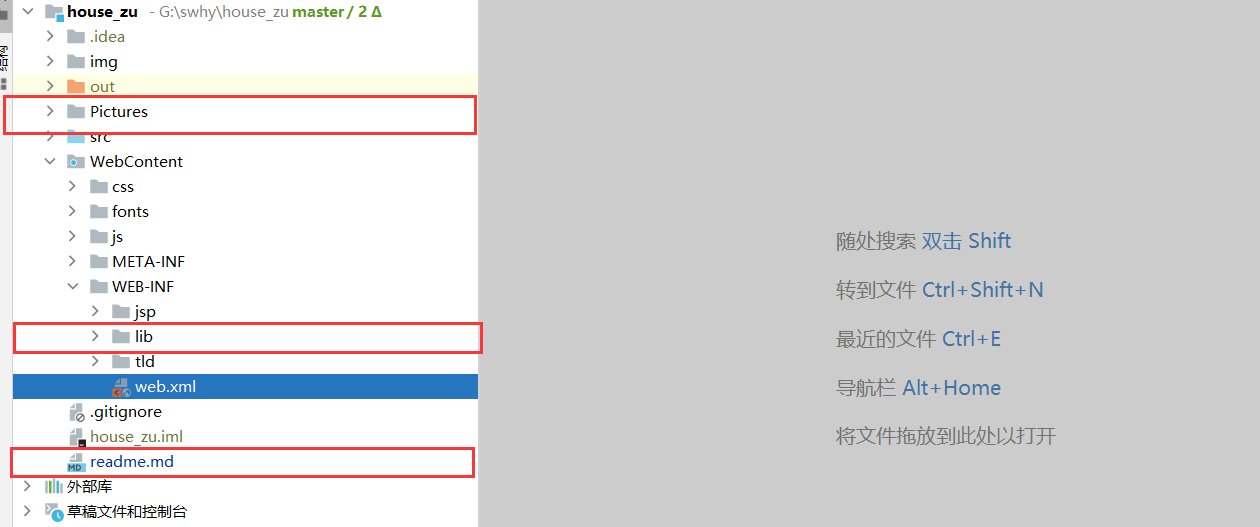 house_zu - G:\swhy\house_zu master / 2 Δ
.idea
img
out
Pictures
src
WebContent
css
fonts
js
META-INF
WEB-INF
jsp
lib
tld
web.xml
.gitignore
house_zu.iml
MD readme.md
外部库
草稿文件和控制台
随处搜索 双击 Shift
转到文件 Ctrl+Shift+N
最近的文件 Ctrl+E
导航栏 Alt+Home
将文件拖放到此处以打开